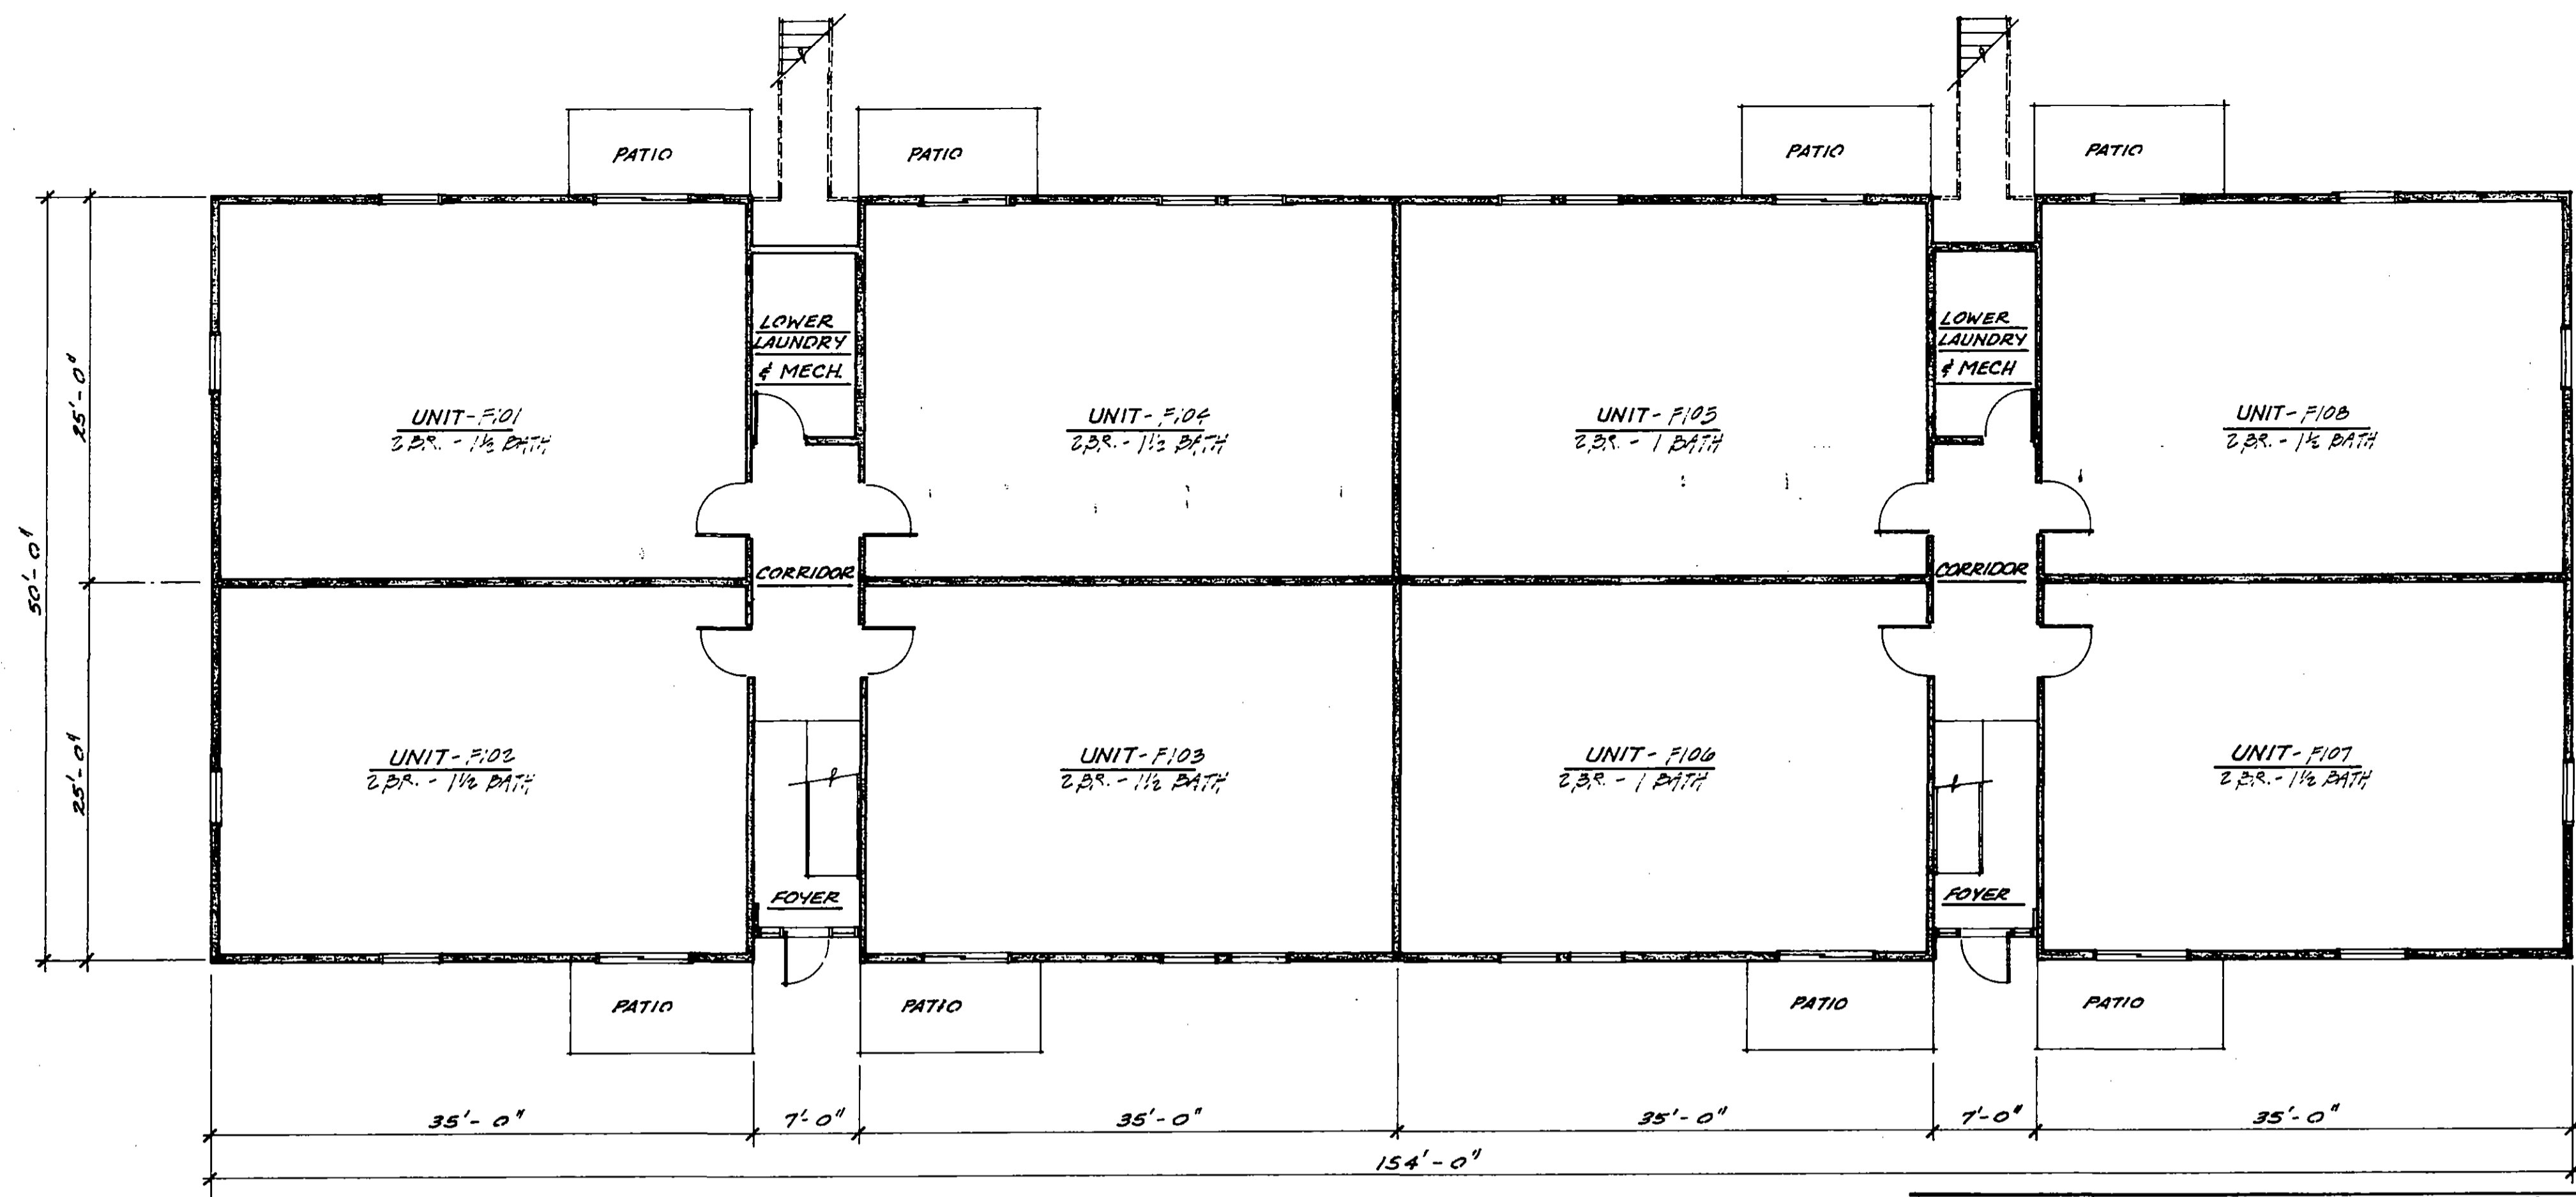 PATIO
PATIO
PATIO
PATIO
LOWER
LAUNDRY
& MECH.
LOWER
LAUNDRY
& MECH
25'-0"
50'-0"
25'-0"
UNIT-F101
2 BR. - 1½ BATH
UNIT-F104
2 BR. - 1½ BATH
UNIT-F105
2 BR. - 1 BATH
UNIT-F108
2 BR. - 1½ BATH
CORRIDOR
CORRIDOR
UNIT-F102
2 BR. - 1½ BATH
UNIT-F103
2 BR. - 1½ BATH
UNIT-F106
2 BR. - 1 BATH
UNIT-F107
2 BR. - 1½ BATH
FOYER
FOYER
PATIO
PATIO
PATIO
PATIO
35'-0"
7'-0"
35'-0"
35'-0"
7'-0"
35'-0"
154'-0"